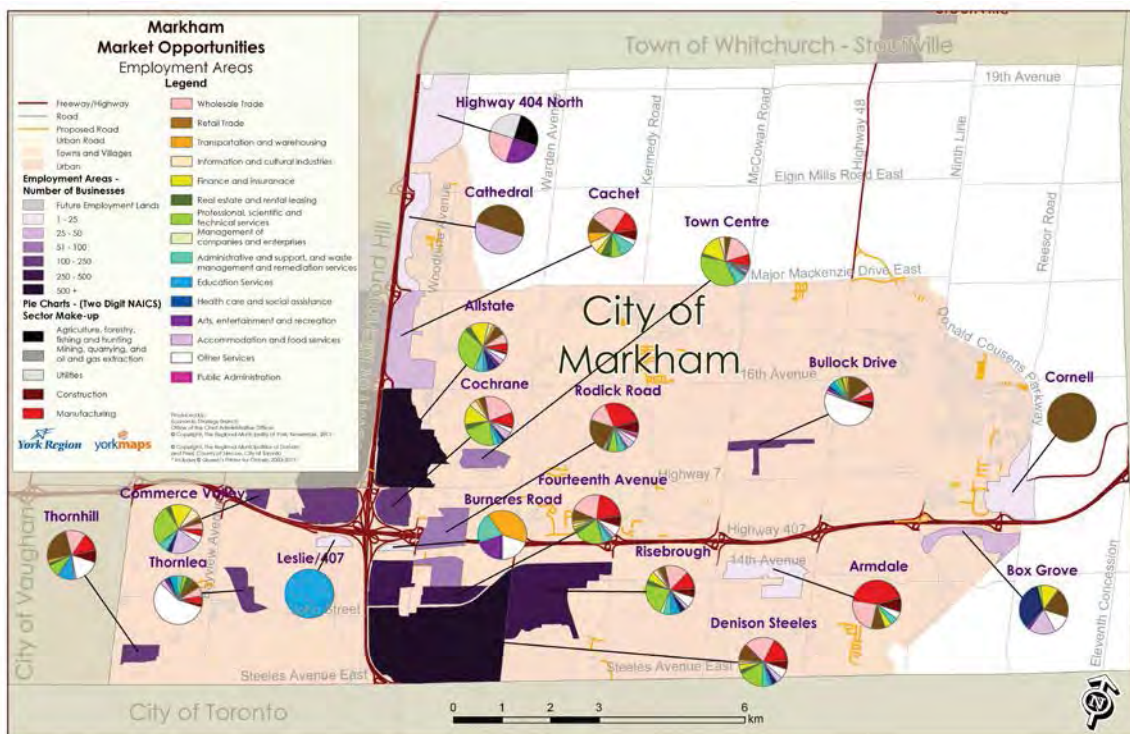 Markham
Market Opportunities
Employment Areas
Legend
Freeway/Highway
Road
Proposed Road
Urban Road
Towns and Villages
Urban
Employment Areas -
Number of Businesses
Future Employment Lands
1 - 25
25 - 50
51 - 100
100 - 250
250 - 500
500 +
Pie Charts - (Two Digit NAICS)
Sector Make-up
Agriculture, forestry,
fishing and hunting
Mining, quarrying, and
oil and gas extraction
Utilities
Construction
Manufacturing
Wholesale Trade
Retail Trade
Transportation and warehousing
Information and cultural industries
Finance and insuranace
Real estate and rental leasing
Professional, scientific and
technical services
Management of
companies and enterprises
Administrative and support, and waste
management and remediation services
Education Services
Health care and social assistance
Arts, entertainment and recreation
Accommodation and food services
Other Services
Public Administration
York Region
yorkmaps
Town of Whitchurch - Stouffville
19th Avenue
Highway 404 North
Warden Avenue
Kennedy Road
McCowan Road
Highway 48
Ninth Line
Reesor Road
Elgin Mills Road East
Cathedral
Cachet
Woodbine Avenue
Town Centre
Major Mackenzie Drive East
City of
Markham
Donald Cousens Parkway
Allstate
16th Avenue
Bullock Drive
Cornell
Cochrane
Rodick Road
Highway 7
Commerce Valley
Fourteenth Avenue
Burneres Road
Highway 407
Thornhill
City of Vaughan
Thornlea
Leslie/407
Risebrough
14th Avenue
Armdale
Box Grove
John Street
Denison Steeles
Eleventh Concession
Steeles Avenue East
Steeles Avenue East
City of Toronto
0 1 2 3 6
km
N